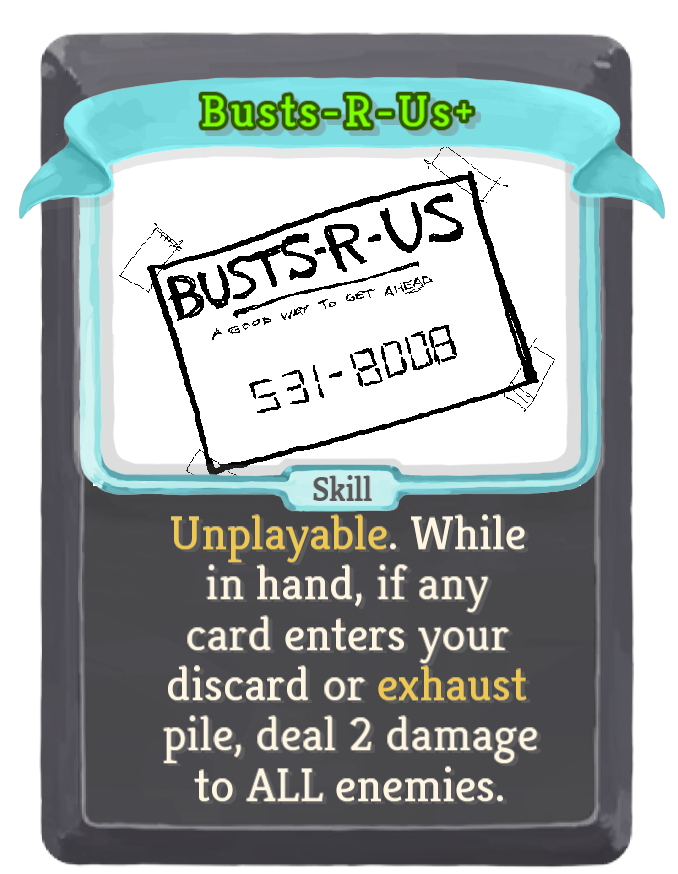 Busts-R-Us+
BUSTS-R-US
A GOOD WAY TO GET AHEAD
531-8008
Skill
Unplayable. While
in hand, if any
card enters your
discard or exhaust
pile, deal 2 damage
to ALL enemies.